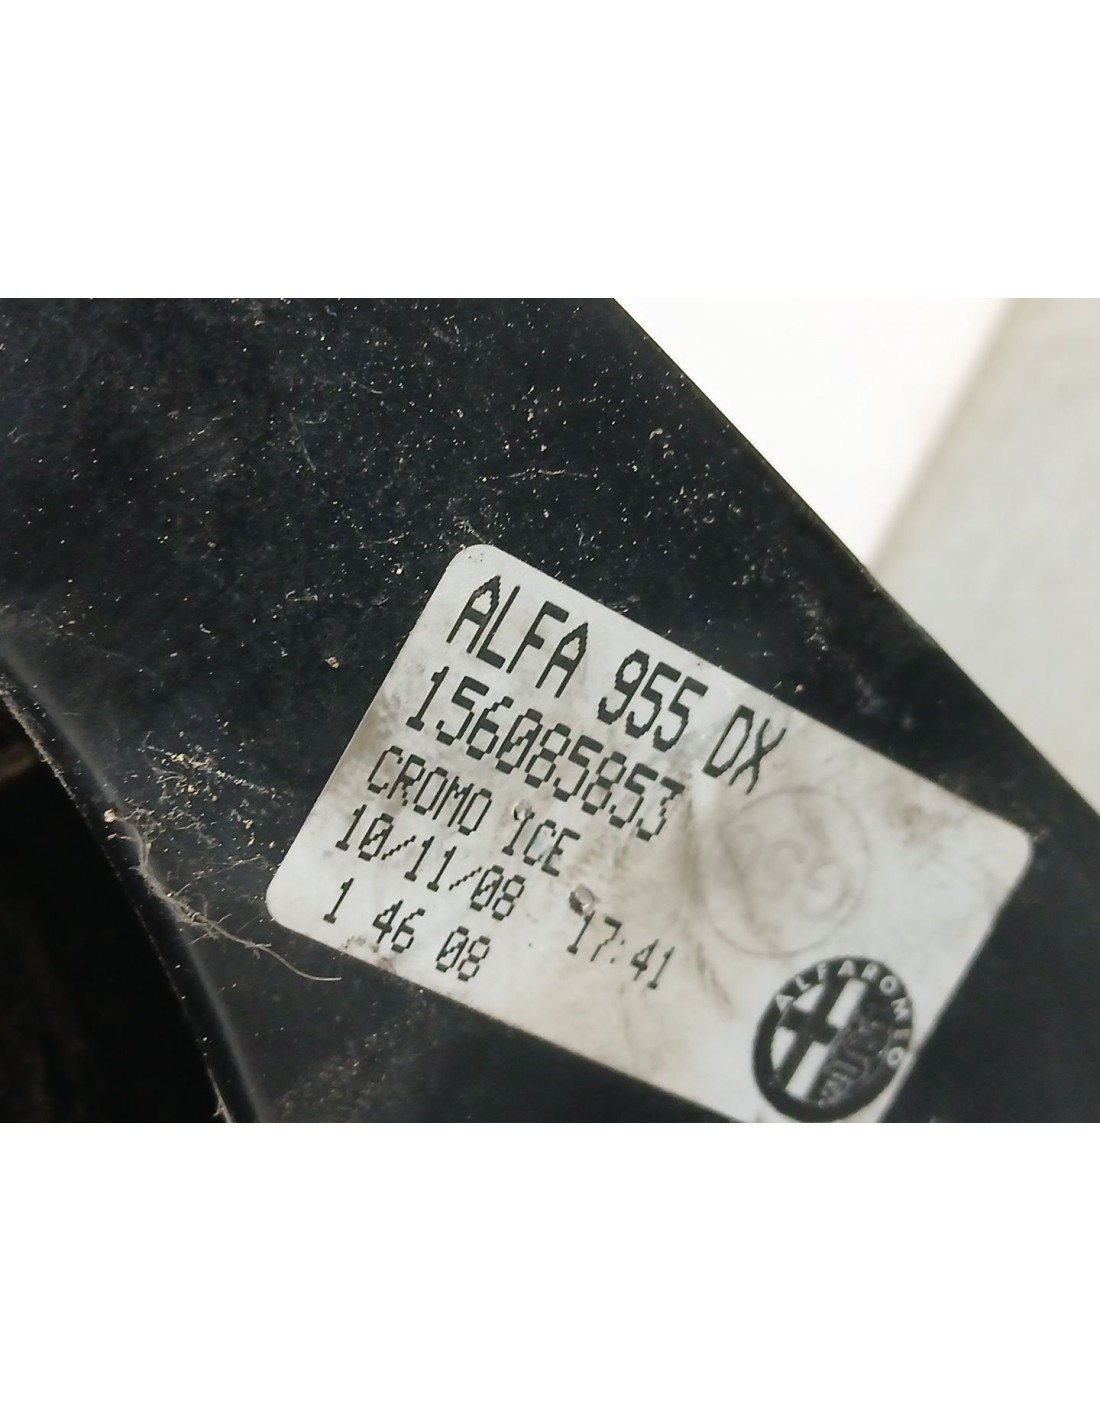 ALFA 955 DX
156085853
CROMO ICE
10/11/08 17:41
1 46 08
ALFA ROMEO